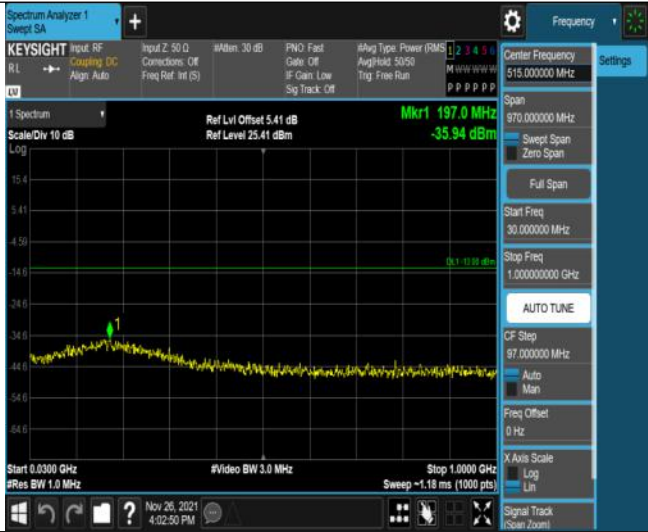 Spectrum Analyzer 1
Swept SA
+
Frequency
KEYSIGHT
RL
LV
Input: RF
Coupling: DC
Align: Auto
Input Z: 50 Ω
Corrections: Off
Freq Ref: Int (S)
#Atten: 30 dB
PNO: Fast
Gate: Off
IF Gain: Low
Sig Track: Off
#Avg Type: Power (RMS
Avg|Hold: 50/50
Trig: Free Run
1 2 3 4 5 6
M W W W W W
P P P P P P
1 Spectrum
Scale/Div 10 dB
Log
Ref Lvl Offset 5.41 dB
Ref Level 25.41 dBm
Mkr1 197.0 MHz
-35.94 dBm
15.4
5.41
-4.59
-14.6
-24.6
-34.6
-44.6
-54.6
-64.6
DL1 -13.00 dBm
1
Start 0.0300 GHz
#Res BW 1.0 MHz
#Video BW 3.0 MHz
Stop 1.0000 GHz
Sweep ~1.18 ms (1000 pts)
?
Nov 26, 2021
4:02:50 PM
Settings
Center Frequency
515.000000 MHz
Span
970.000000 MHz
Swept Span
Zero Span
Full Span
Start Freq
30.000000 MHz
Stop Freq
1.000000000 GHz
AUTO TUNE
CF Step
97.000000 MHz
Auto
Man
Freq Offset
0 Hz
X Axis Scale
Log
Lin
Signal Track
(Span Zoom)